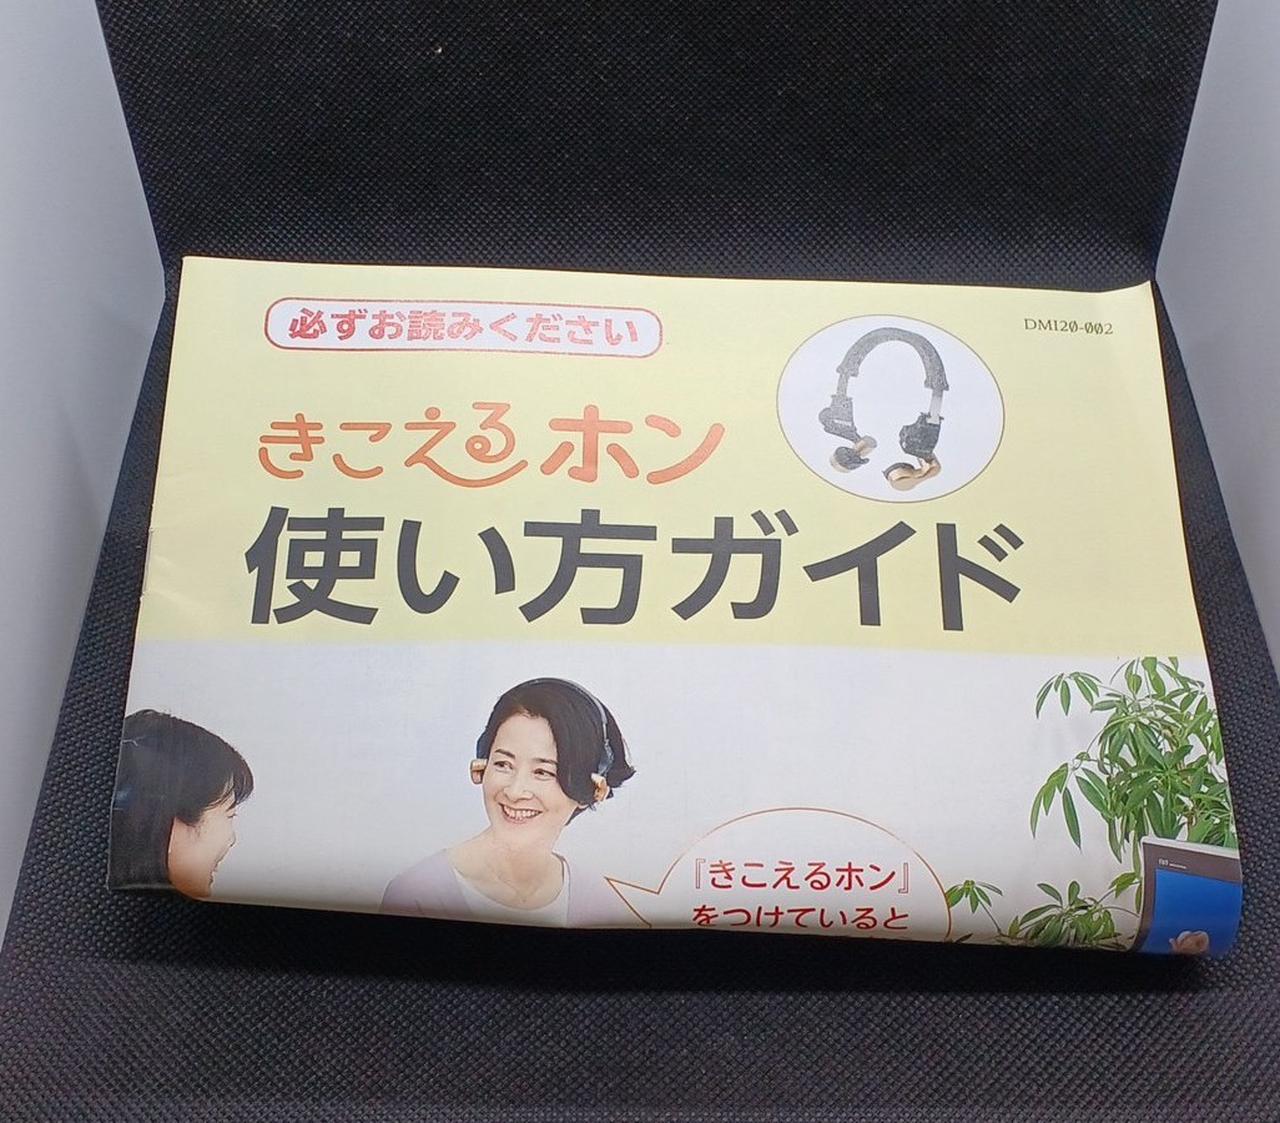 必ずお読みください
DMI20-002
きこえるホン
使い方ガイド
『きこえるホン』
をつけていると